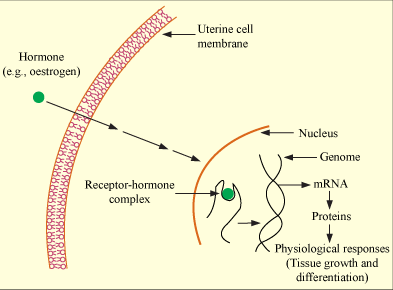 Uterine cell
membrane
Hormone
(e.g., oestrogen)
Nucleus
Genome
Receptor-hormone
complex
mRNA
Proteins
Physiological responses
(Tissue growth and
differentiation)